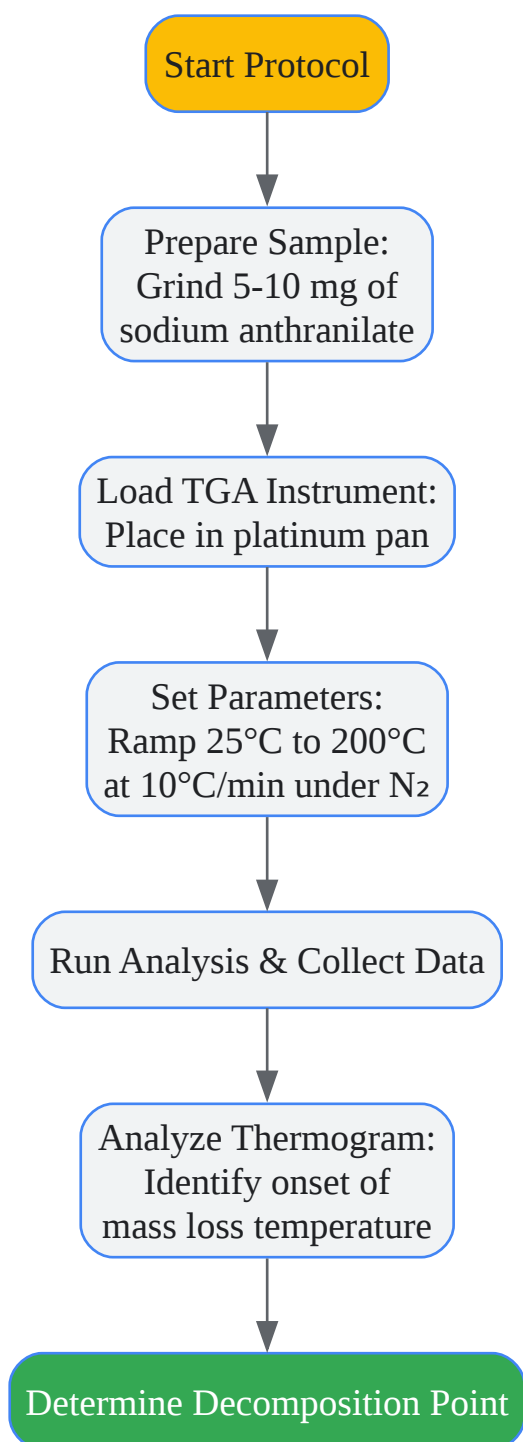 Start Protocol
Prepare Sample:
Grind 5-10 mg of
sodium anthranilate
Load TGA Instrument:
Place in platinum pan
Set Parameters:
Ramp 25°C to 200°C
at 10°C/min under N₂
Run Analysis & Collect Data
Analyze Thermogram:
Identify onset of
mass loss temperature
Determine Decomposition Point